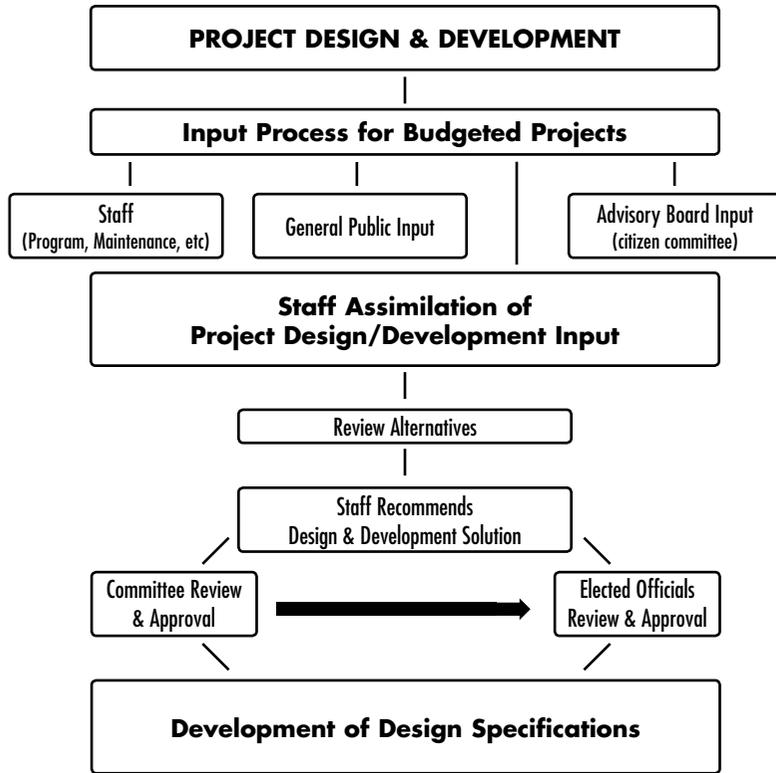 PROJECT DESIGN & DEVELOPMENT
Input Process for Budgeted Projects
Staff
(Program, Maintenance, etc)
General Public Input
Advisory Board Input
(citizen committee)
Staff Assimilation of
Project Design/Development Input
Review Alternatives
Staff Recommends
Design & Development Solution
Committee Review
& Approval
Elected Officials
Review & Approval
Development of Design Specifications